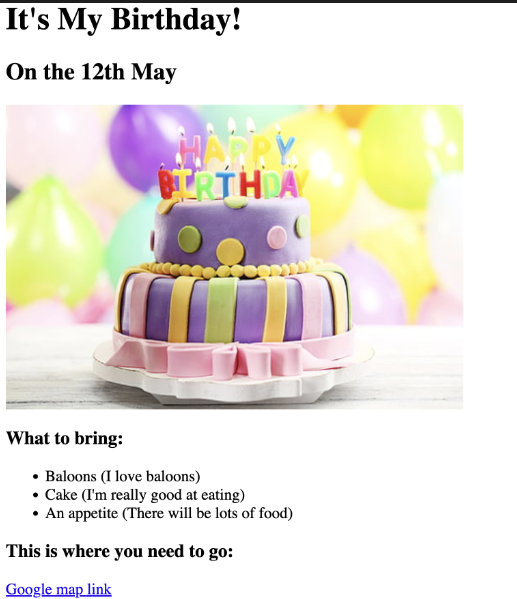 It's My Birthday!
On the 12th May
HAPPY
BIRTHDAY
What to bring:
Baloons (I love baloons)
Cake (I'm really good at eating)
An appetite (There will be lots of food)
This is where you need to go:
Google map link